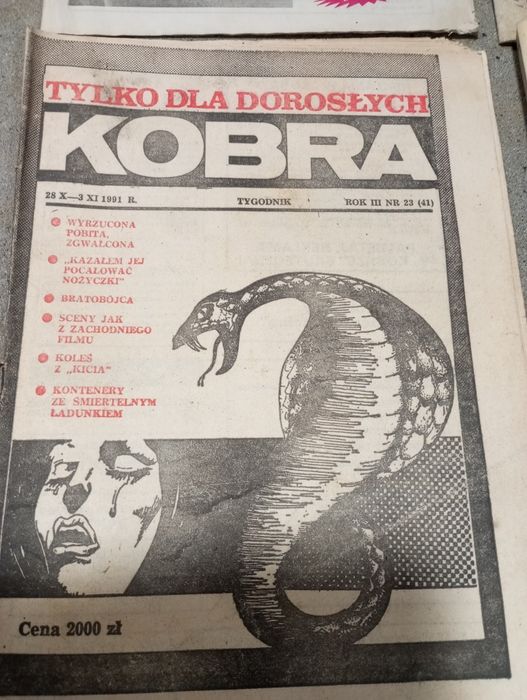 TYLKO DLA DOROSŁYCH
KOBRA
28 X—3 XI 1991 R. TYGODNIK ROK III NR 23 (41)
WYRZUCONA
POBITA,
ZGWAŁCONA
„KAZAŁEM JEJ
POCAŁOWAĆ
NOŻYCZKI"
BRATOBÓJCA
SCENY JAK
Z ZACHODNIEGO
FILMU
KOLEŚ
Z „KICIA"
KONTENERY
ZE ŚMIERTELNYM
ŁADUNKIEM
Cena 2000 zł